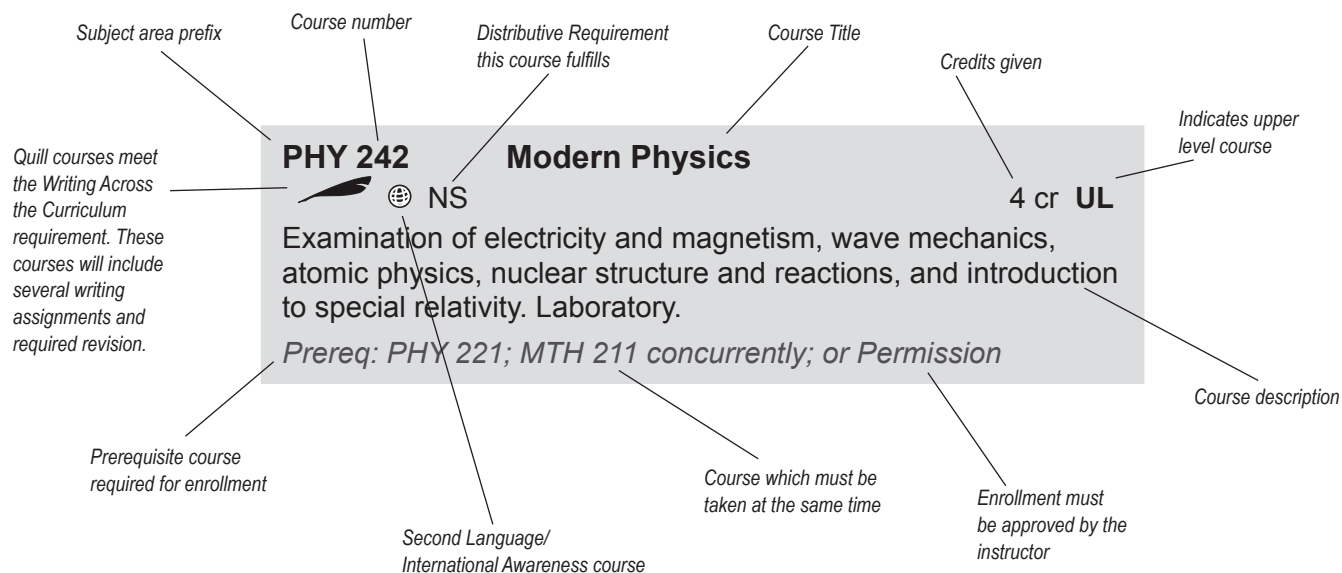 Subject area prefix
Course number
Distributive Requirement
this course fulfills
Course Title
Credits given
Indicates upper
level course
Quill courses meet
the Writing Across
the Curriculum
requirement. These
courses will include
several writing
assignments and
required revision.
PHY 242 Modern Physics
NS 4 cr UL
Examination of electricity and magnetism, wave mechanics,
atomic physics, nuclear structure and reactions, and introduction
to special relativity. Laboratory.
Prereq: PHY 221; MTH 211 concurrently; or Permission
Course description
Prerequisite course
required for enrollment
Course which must be
taken at the same time
Enrollment must
be approved by the
instructor
Second Language/
International Awareness course